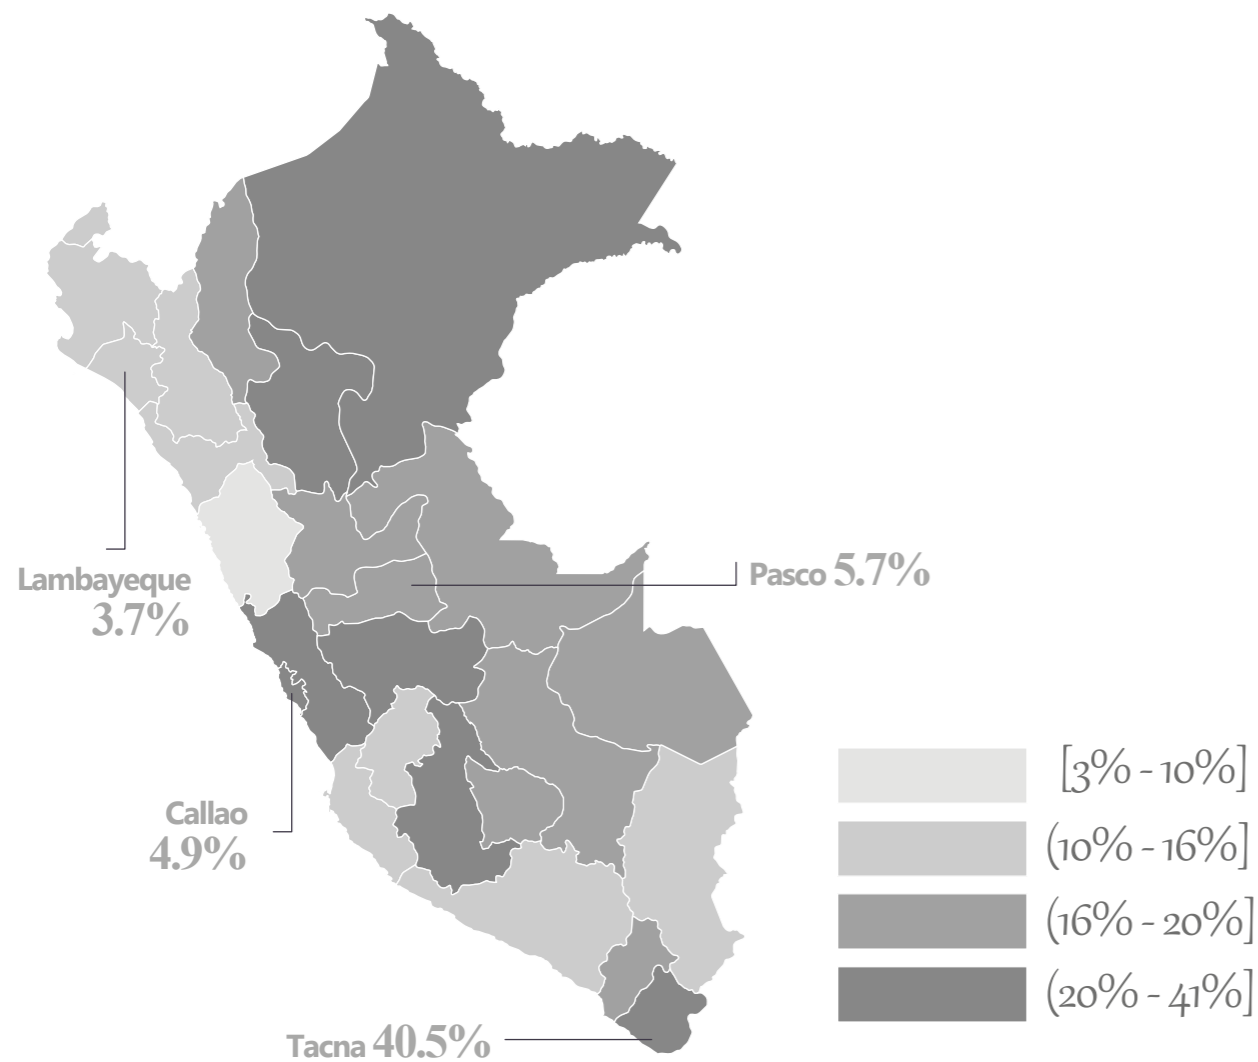 Lambayeque
3.7%
Pasco 5.7%
Callao
4.9%
Tacna 40.5%
[3% - 10%]
(10% - 16%]
(16% - 20%]
(20% - 41%]